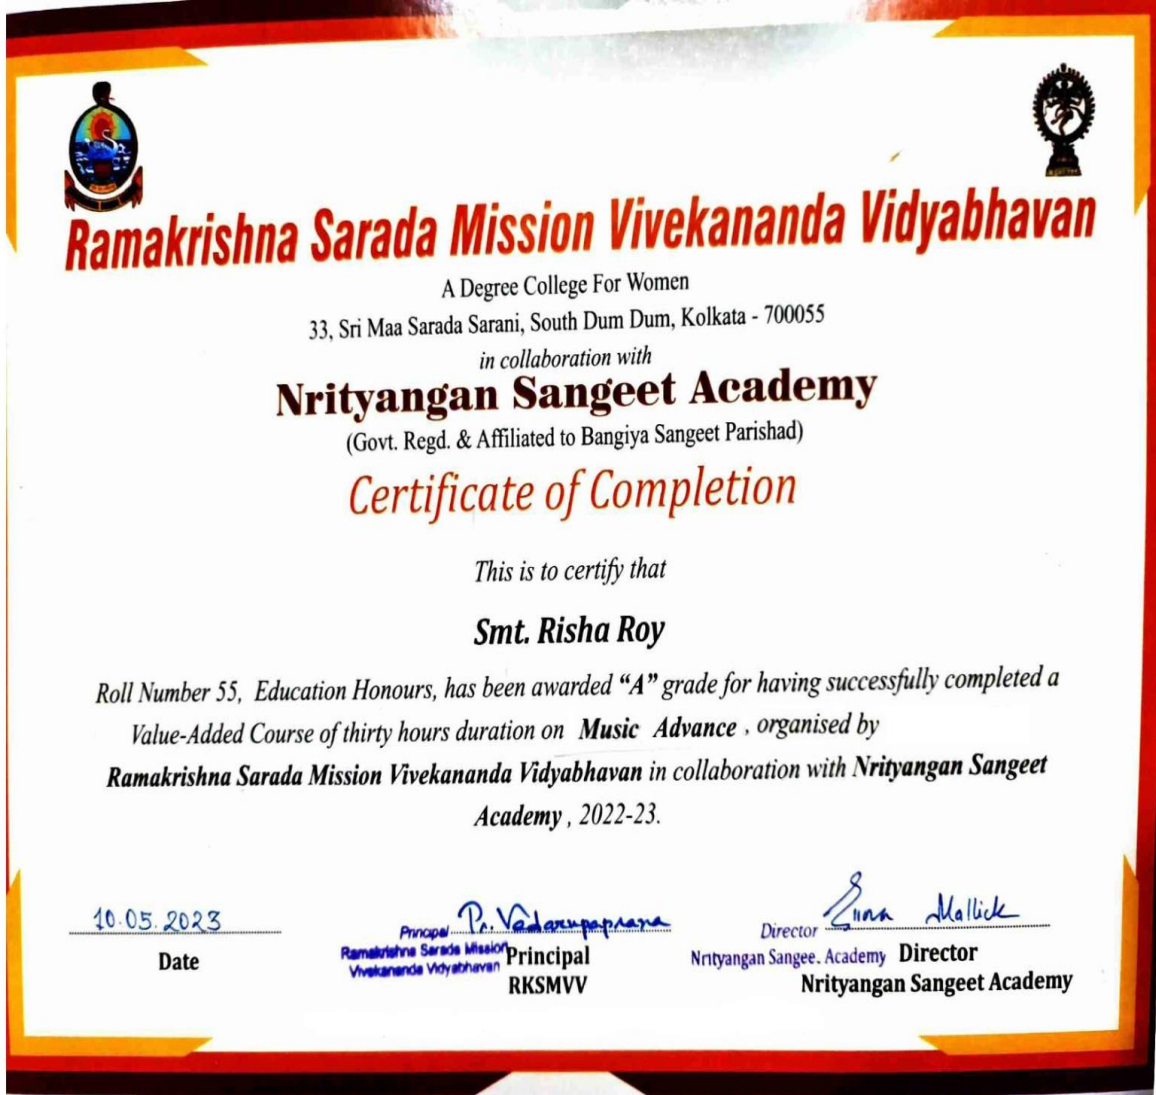 Ramakrishna Sarada Mission Vivekananda Vidyabhavan
A Degree College For Women
33, Sri Maa Sarada Sarani, South Dum Dum, Kolkata - 700055
in collaboration with
Nrityangan Sangeet Academy
(Govt. Regd. & Affiliated to Bangiya Sangeet Parishad)
Certificate of Completion
This is to certify that
Smt. Risha Roy
Roll Number 55, Education Honours, has been awarded “A” grade for having successfully completed a
Value-Added Course of thirty hours duration on Music Advance , organised by
Ramakrishna Sarada Mission Vivekananda Vidyabhavan in collaboration with Nrityangan Sangeet
Academy , 2022-23.
10.05.2023
Date
Pr. Vedarupaprana
Principal
Ramakrishna Sarada Mission
Vivekananda Vidyabhavan
Principal
RKSMVV
Mallick
Director
Nrityangan Sangee. Academy
Director
Nrityangan Sangeet Academy